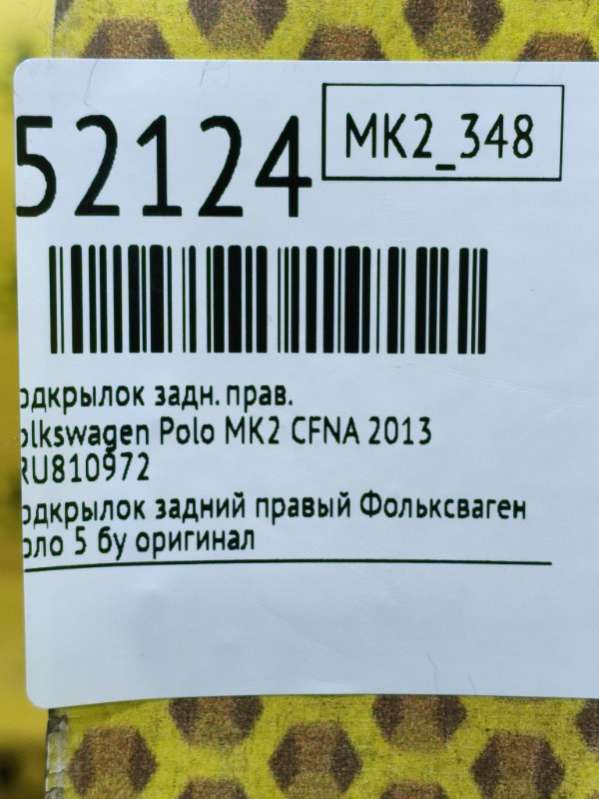 52124
MK2_348
одкрылок задн. прав.
olkswagen Polo MK2 CFNA 2013
RU810972
одкрылок задний правый Фольксваген
оло 5 бу оригинал